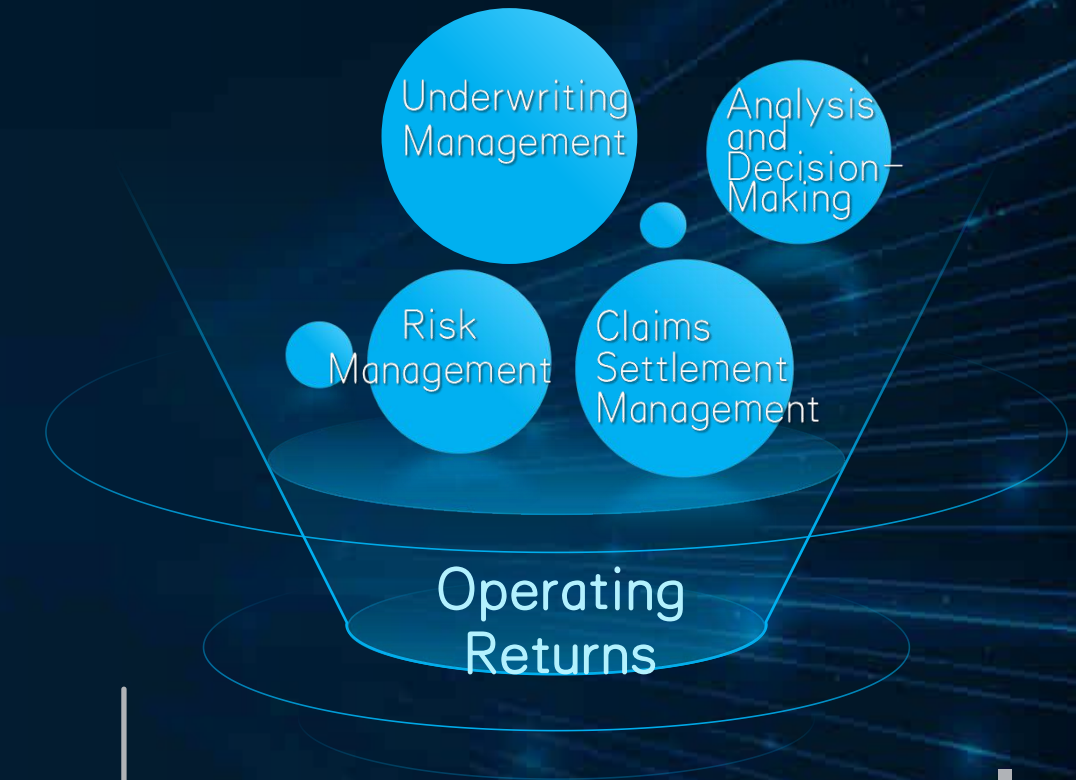 Underwriting
Management
Analysis
and
Decision-
Making
Risk
Management
Claims
Settlement
Management
Operating
Returns